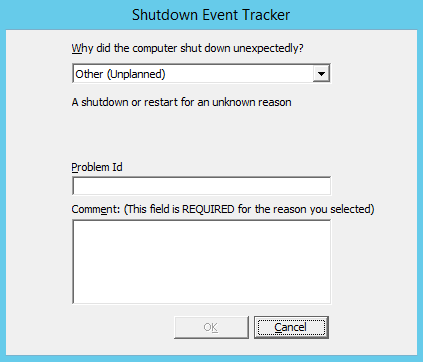 Shutdown Event Tracker
Why did the computer shut down unexpectedly?
Other (Unplanned)
A shutdown or restart for an unknown reason
Problem Id
Comment: (This field is REQUIRED for the reason you selected)
OK Cancel